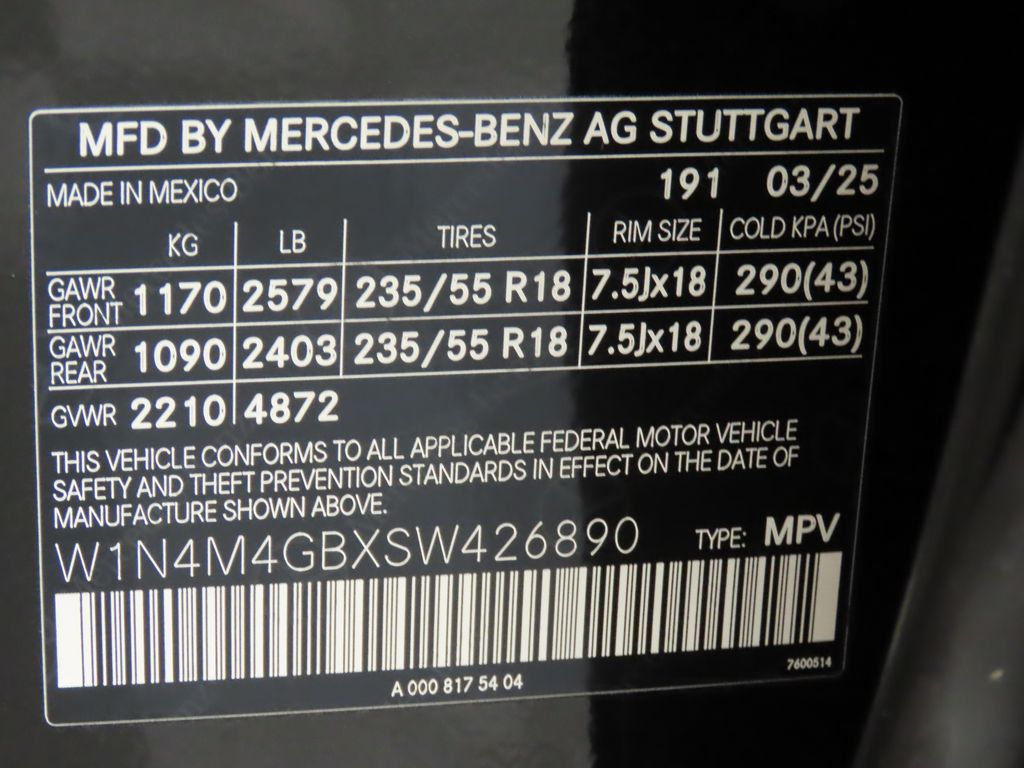 MFD BY MERCEDES-BENZ AG STUTTGART
MADE IN MEXICO 191 03/25
KG LB TIRES RIM SIZE COLD KPA (PSI)
GAWR FRONT 1170 2579 235/55 R18 7.5Jx18 290(43)
GAWR REAR 1090 2403 235/55 R18 7.5Jx18 290(43)
GVWR 2210 4872
THIS VEHICLE CONFORMS TO ALL APPLICABLE FEDERAL MOTOR VEHICLE
SAFETY AND THEFT PREVENTION STANDARDS IN EFFECT ON THE DATE OF
MANUFACTURE SHOWN ABOVE.
W1N4M4GBXSW426890 TYPE: MPV
7600514
A 000 817 54 04